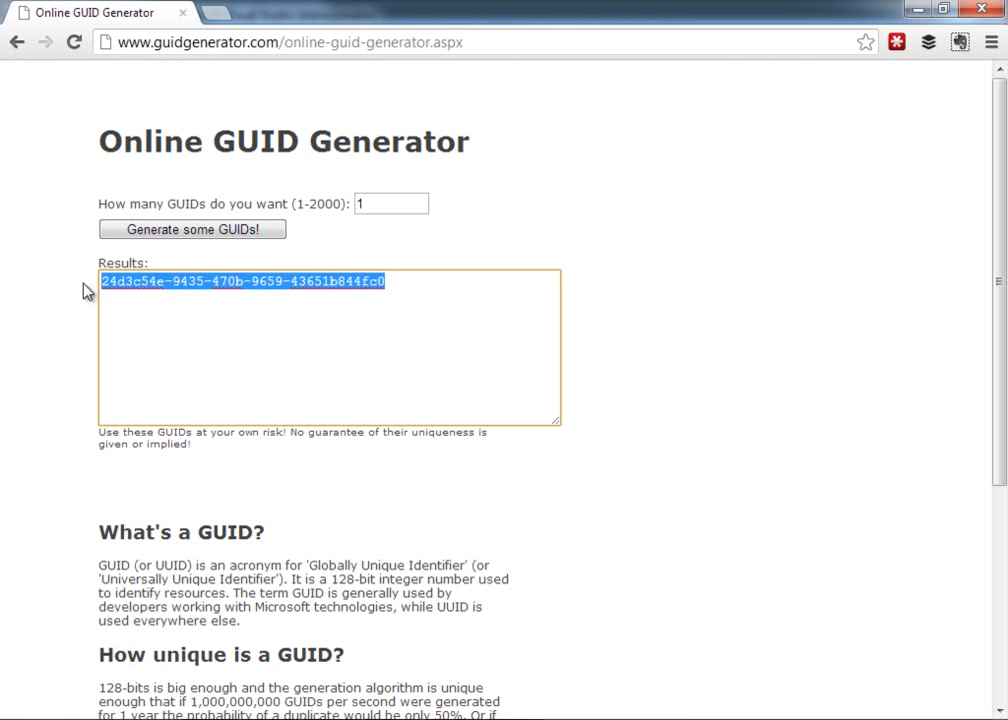 Online GUID Generator
www.guidgenerator.com/online-guid-generator.aspx
Online GUID Generator
How many GUIDs do you want (1-2000): 1
Generate some GUIDs!
Results:
24d3c54e-9435-470b-9659-43651b844fc0
Use these GUIDs at your own risk! No guarantee of their uniqueness is
given or implied!
What's a GUID?
GUID (or UUID) is an acronym for 'Globally Unique Identifier' (or
'Universally Unique Identifier'). It is a 128-bit integer number used
to identify resources. The term GUID is generally used by
developers working with Microsoft technologies, while UUID is
used everywhere else.
How unique is a GUID?
128-bits is big enough and the generation algorithm is unique
enough that if 1,000,000,000 GUIDs per second were generated
for 1 year the probability of a duplicate would be only 50%. Or if